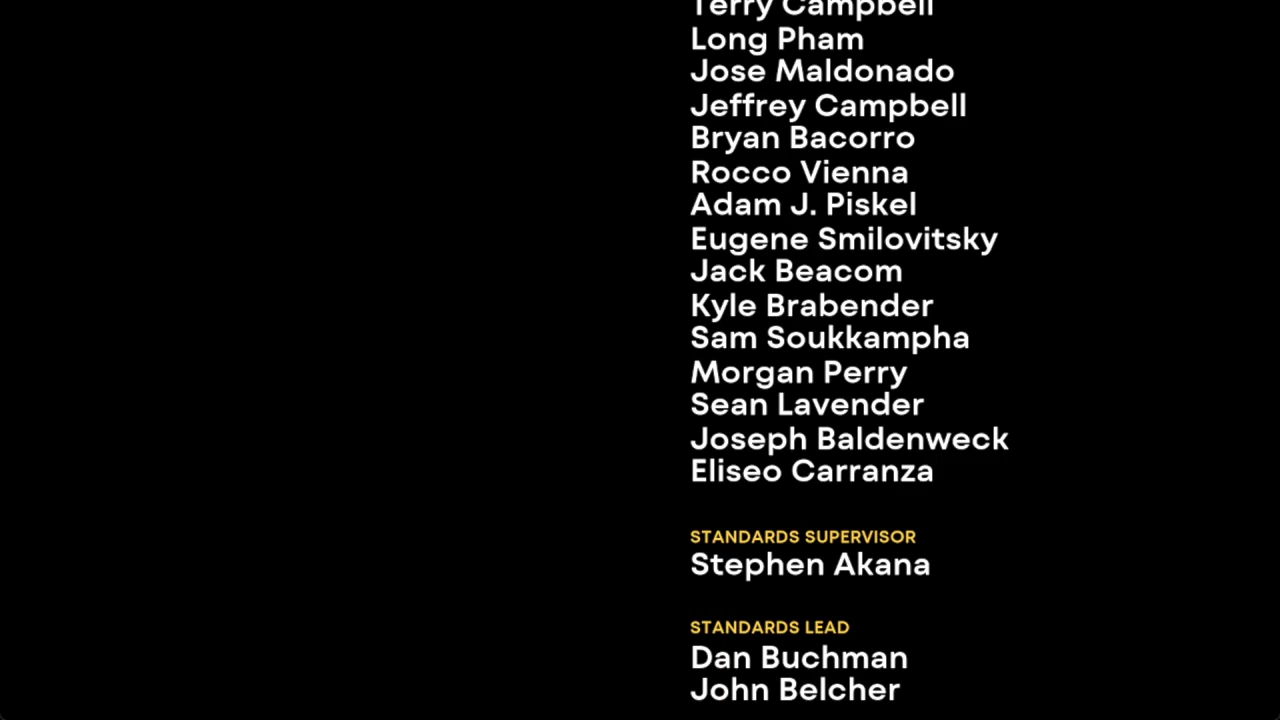 Terry Campbell
Long Pham
Jose Maldonado
Jeffrey Campbell
Bryan Bacorro
Rocco Vienna
Adam J. Piskel
Eugene Smilovitsky
Jack Beacom
Kyle Brabender
Sam Soukkampha
Morgan Perry
Sean Lavender
Joseph Baldenweck
Eliseo Carranza
STANDARDS SUPERVISOR
Stephen Akana
STANDARDS LEAD
Dan Buchman
John Belcher